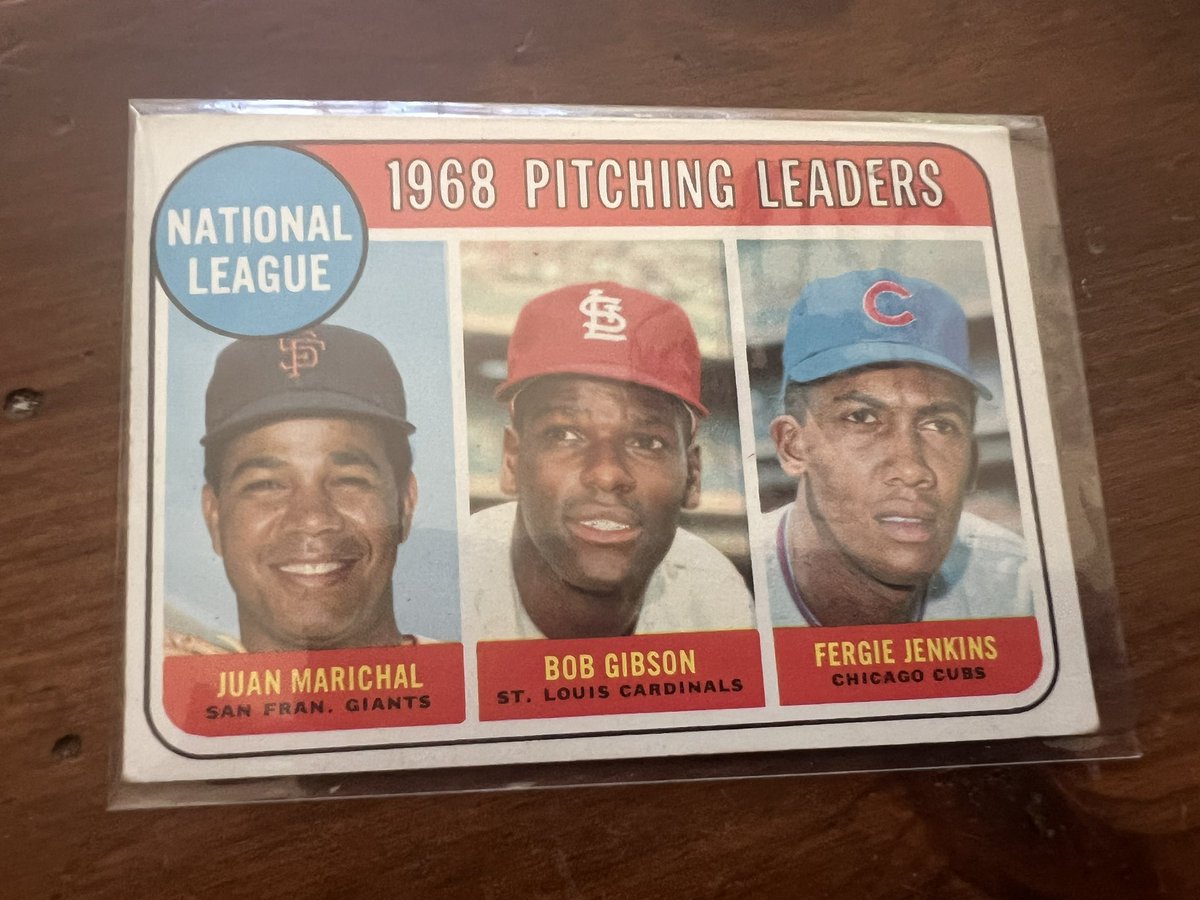 1968 PITCHING LEADERS
NATIONAL
LEAGUE
SF
STL
C
JUAN MARICHAL
SAN FRAN. GIANTS
BOB GIBSON
ST. LOUIS CARDINALS
FERGIE JENKINS
CHICAGO CUBS